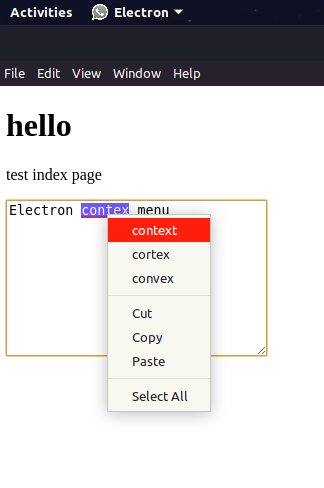 Activities Electron
File Edit View Window Help
hello
test index page
Electron contex menu
context
cortex
convex
Cut
Copy
Paste
Select All